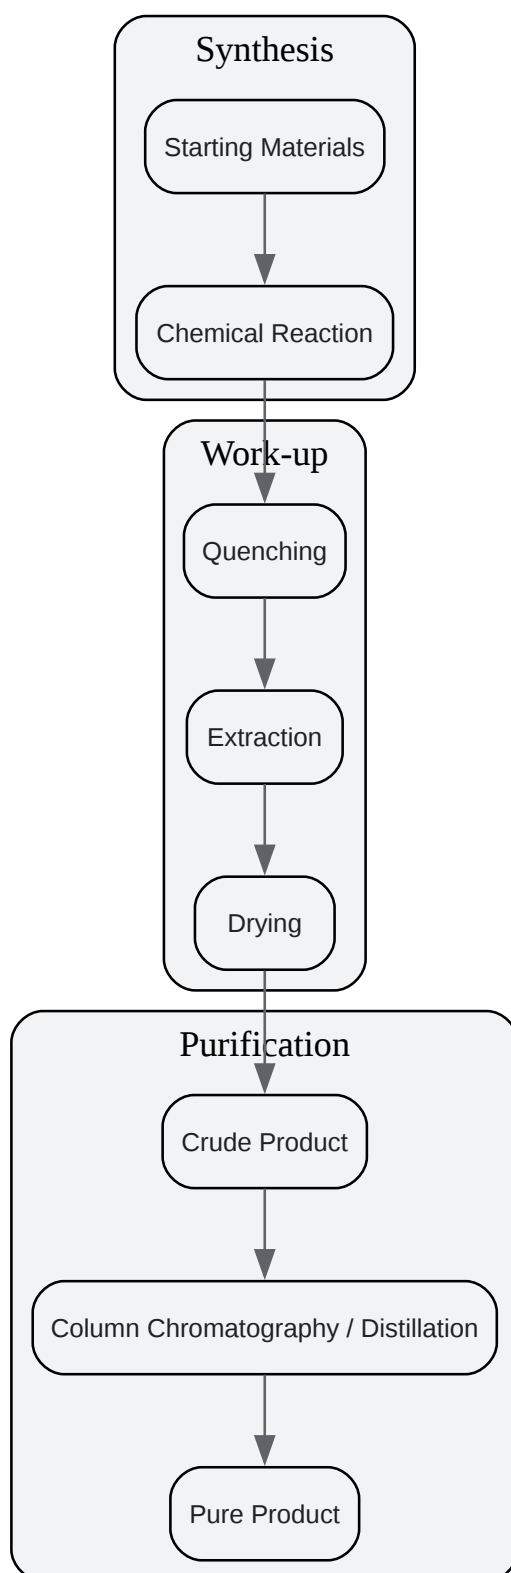 Synthesis
Starting Materials
Chemical Reaction
Work-up
Quenching
Extraction
Drying
Purification
Crude Product
Column Chromatography / Distillation
Pure Product